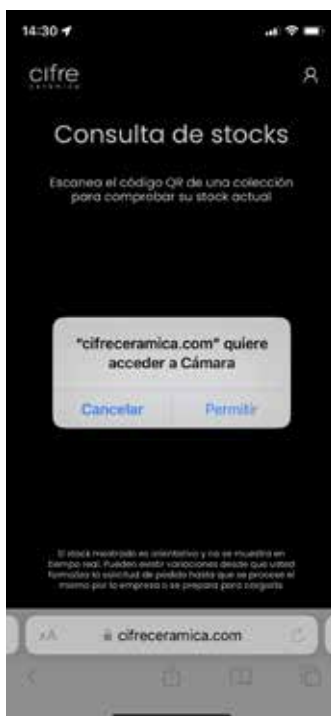 14:30
cifre
cerámica
Consulta de stocks
Escanea el código QR de una colección
para comprobar su stock actual
"cifreceramica.com" quiere
acceder a Cámara
Cancelar Permitir
El stock mostrado es orientativo y no se muestra en
tiempo real. Pueden existir variaciones desde que usted
formaliza la solicitud de pedido hasta que se procese el
mismo por la empresa o se prepara para cargarlo
AA cifreceramica.com